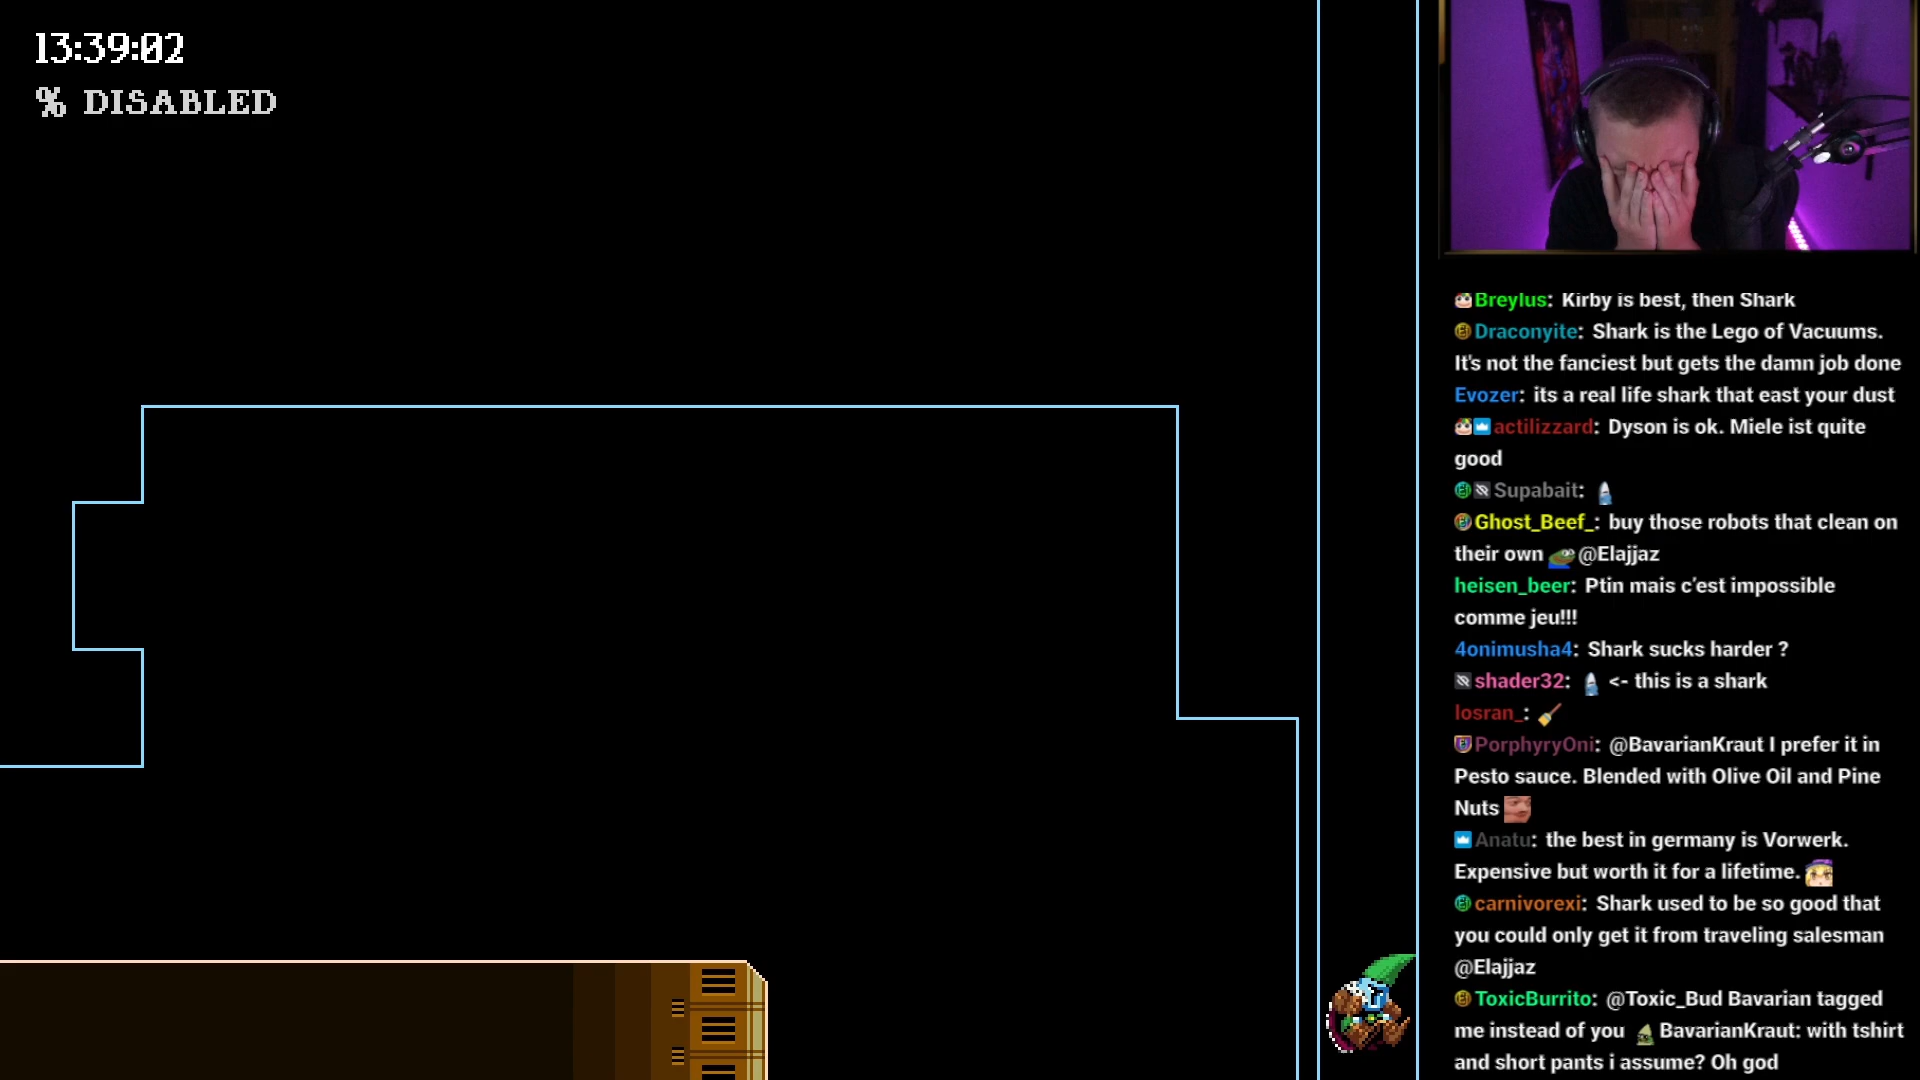 13:39:02
% DISABLED
Breylus: Kirby is best, then Shark
Draconyite: Shark is the Lego of Vacuums.
It's not the fanciest but gets the damn job done
Evozer: its a real life shark that east your dust
actilizzard: Dyson is ok. Miele ist quite
good
Supabait:
Ghost_Beef_: buy those robots that clean on
their own @Elajjaz
heisen_beer: Ptin mais c'est impossible
comme jeu!!!
4onimusha4: Shark sucks harder ?
shader32: <- this is a shark
losran_:
PorphyryOni: @BavarianKraut I prefer it in
Pesto sauce. Blended with Olive Oil and Pine
Nuts
Anatu: the best in germany is Vorwerk.
Expensive but worth it for a lifetime.
carnivorexi: Shark used to be so good that
you could only get it from traveling salesman
@Elajjaz
ToxicBurrito: @Toxic_Bud Bavarian tagged
me instead of you BavarianKraut: with tshirt
and short pants i assume? Oh god